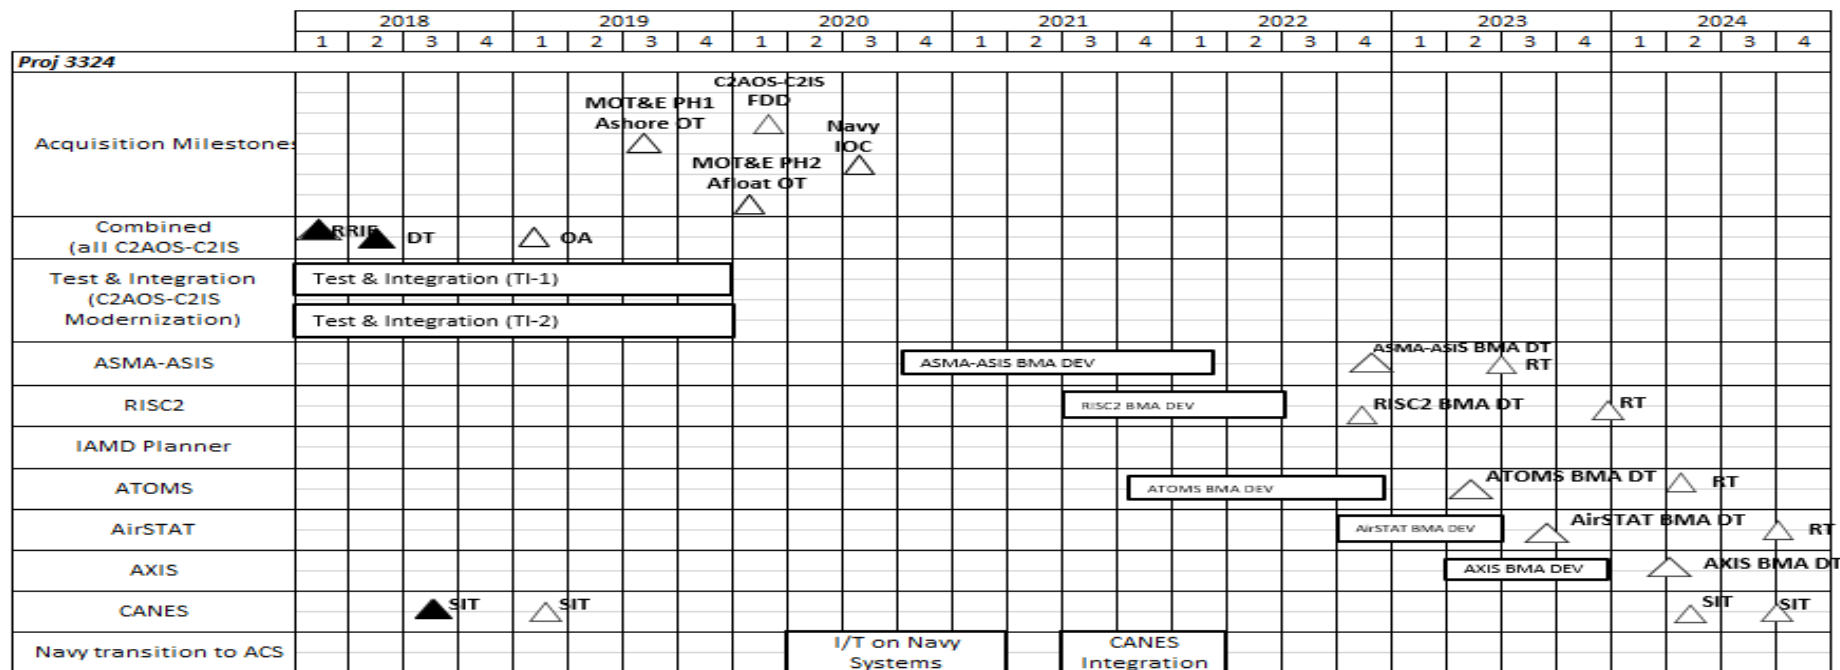 2018 2019 2020 2021 2022 2023 2024
1 2 3 4 1 2 3 4 1 2 3 4 1 2 3 4 1 2 3 4 1 2 3 4 1 2 3 4
Proj 3324
Acquisition Milestones
MOT&E PH1
Ashore OT
C2AOS-C2IS
FDD
MOT&E PH2
Afloat OT
Navy
IOC
Combined
(all C2AOS-C2IS
RRIE DT OA
Test & Integration
(C2AOS-C2IS
Modernization)
Test & Integration (TI-1)
Test & Integration (TI-2)
ASMA-ASIS
ASMA-ASIS BMA DEV
ASMA-ASIS BMA DT
RT
RISC2
RISC2 BMA DEV
RISC2 BMA DT
RT
IAMD Planner
ATOMS
ATOMS BMA DEV
ATOMS BMA DT
RT
AirSTAT
AirSTAT BMA DEV
AirSTAT BMA DT
RT
AXIS
AXIS BMA DEV
AXIS BMA DT
CANES
SIT SIT SIT SIT
Navy transition to ACS
I/T on Navy
Systems
CANES
Integration